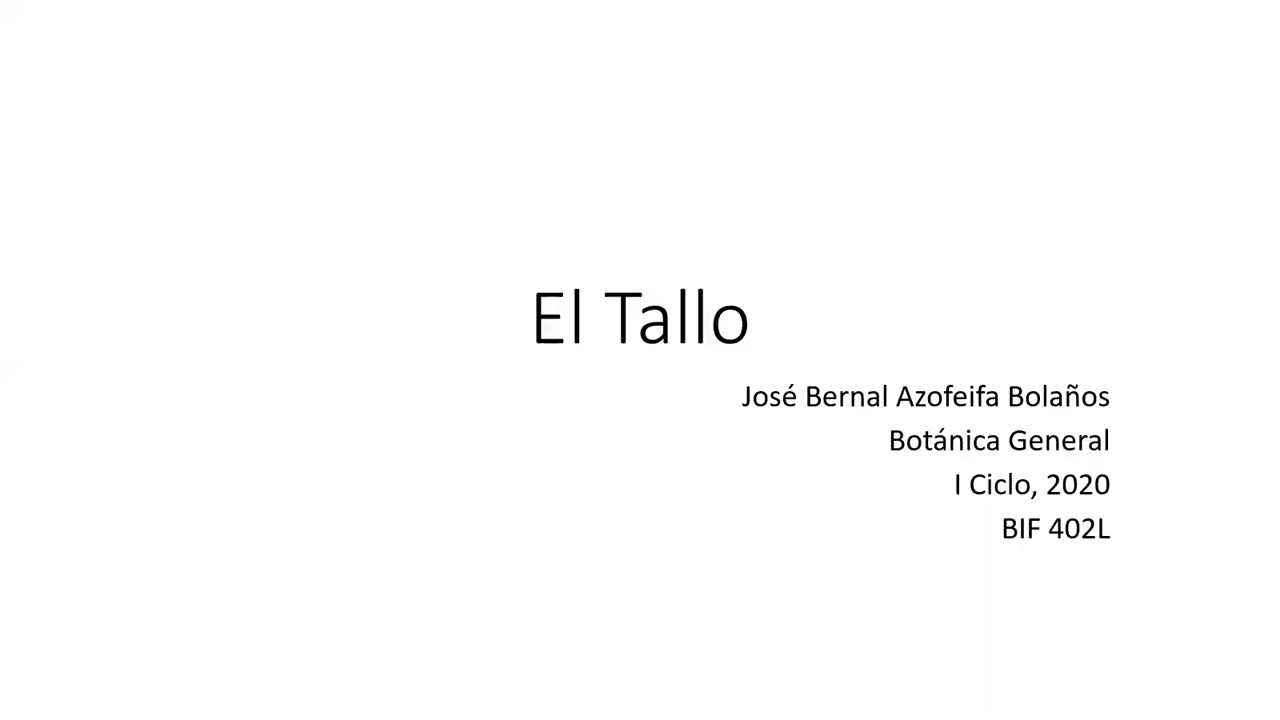 El Tallo
José Bernal Azofeifa Bolaños
Botánica General
I Ciclo, 2020
BIF 402L